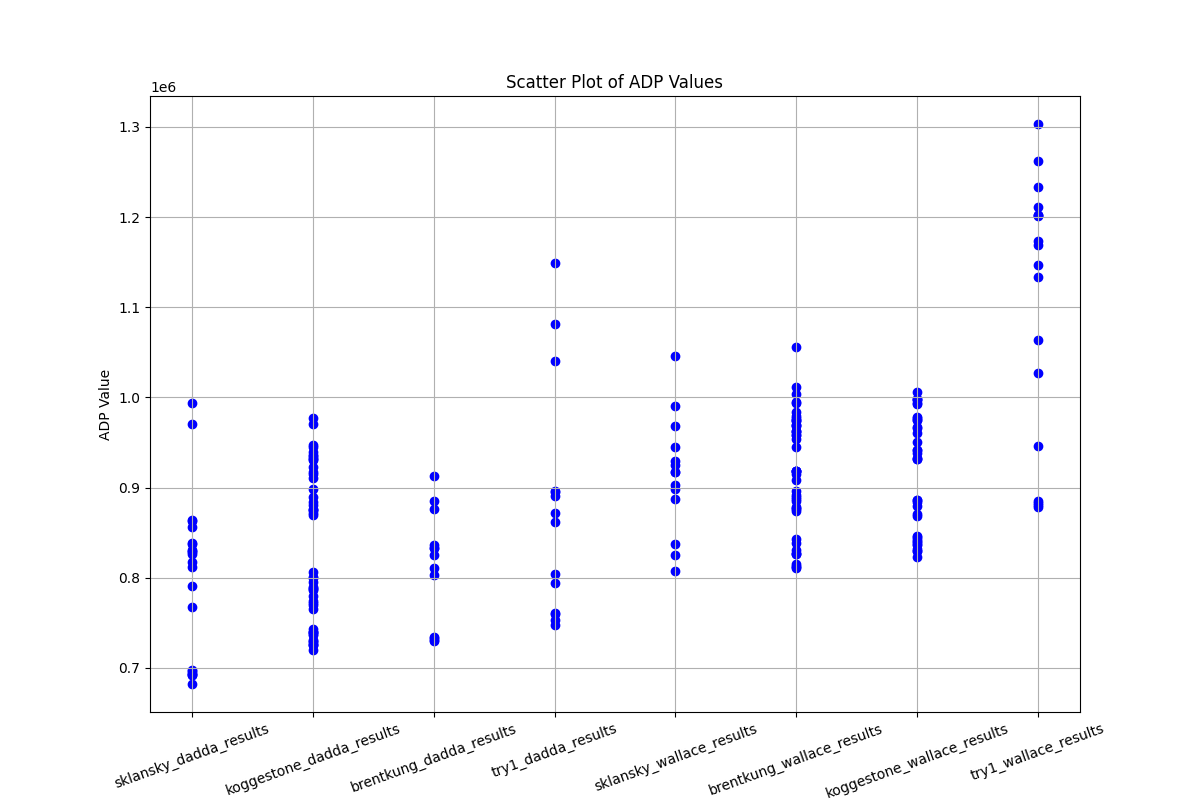 Scatter Plot of ADP Values
1e6
1.3
1.2
1.1
1.0
0.9
0.8
0.7
ADP Value
sklansky_dadda_results
koggestone_dadda_results
brentkung_dadda_results
try1_dadda_results
sklansky_wallace_results
brentkung_wallace_results
koggestone_wallace_results
try1_wallace_results